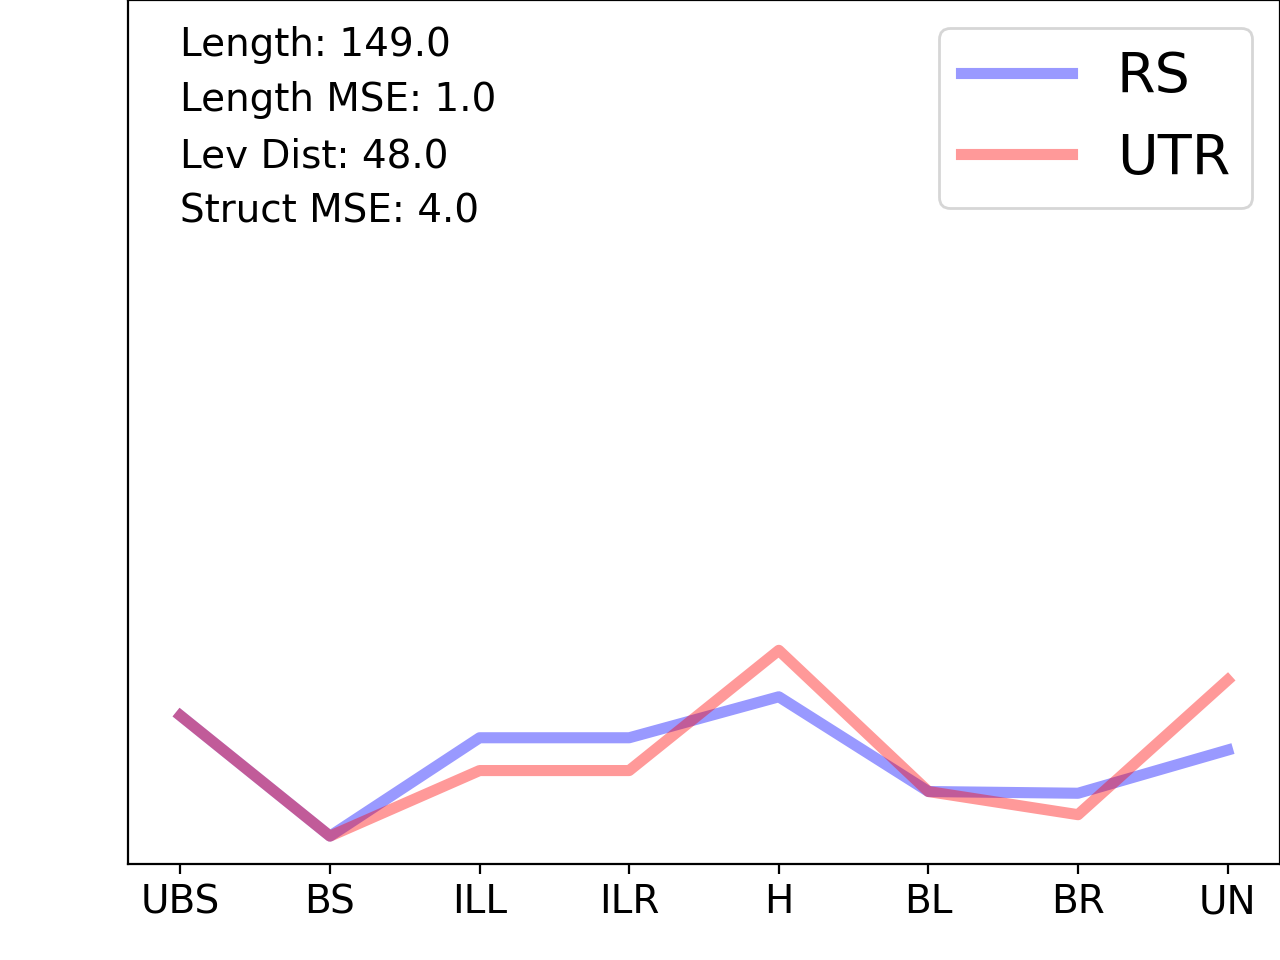 Length: 149.0
Length MSE: 1.0
Lev Dist: 48.0
Struct MSE: 4.0
RS
UTR
UBS BS ILL ILR H BL BR UN